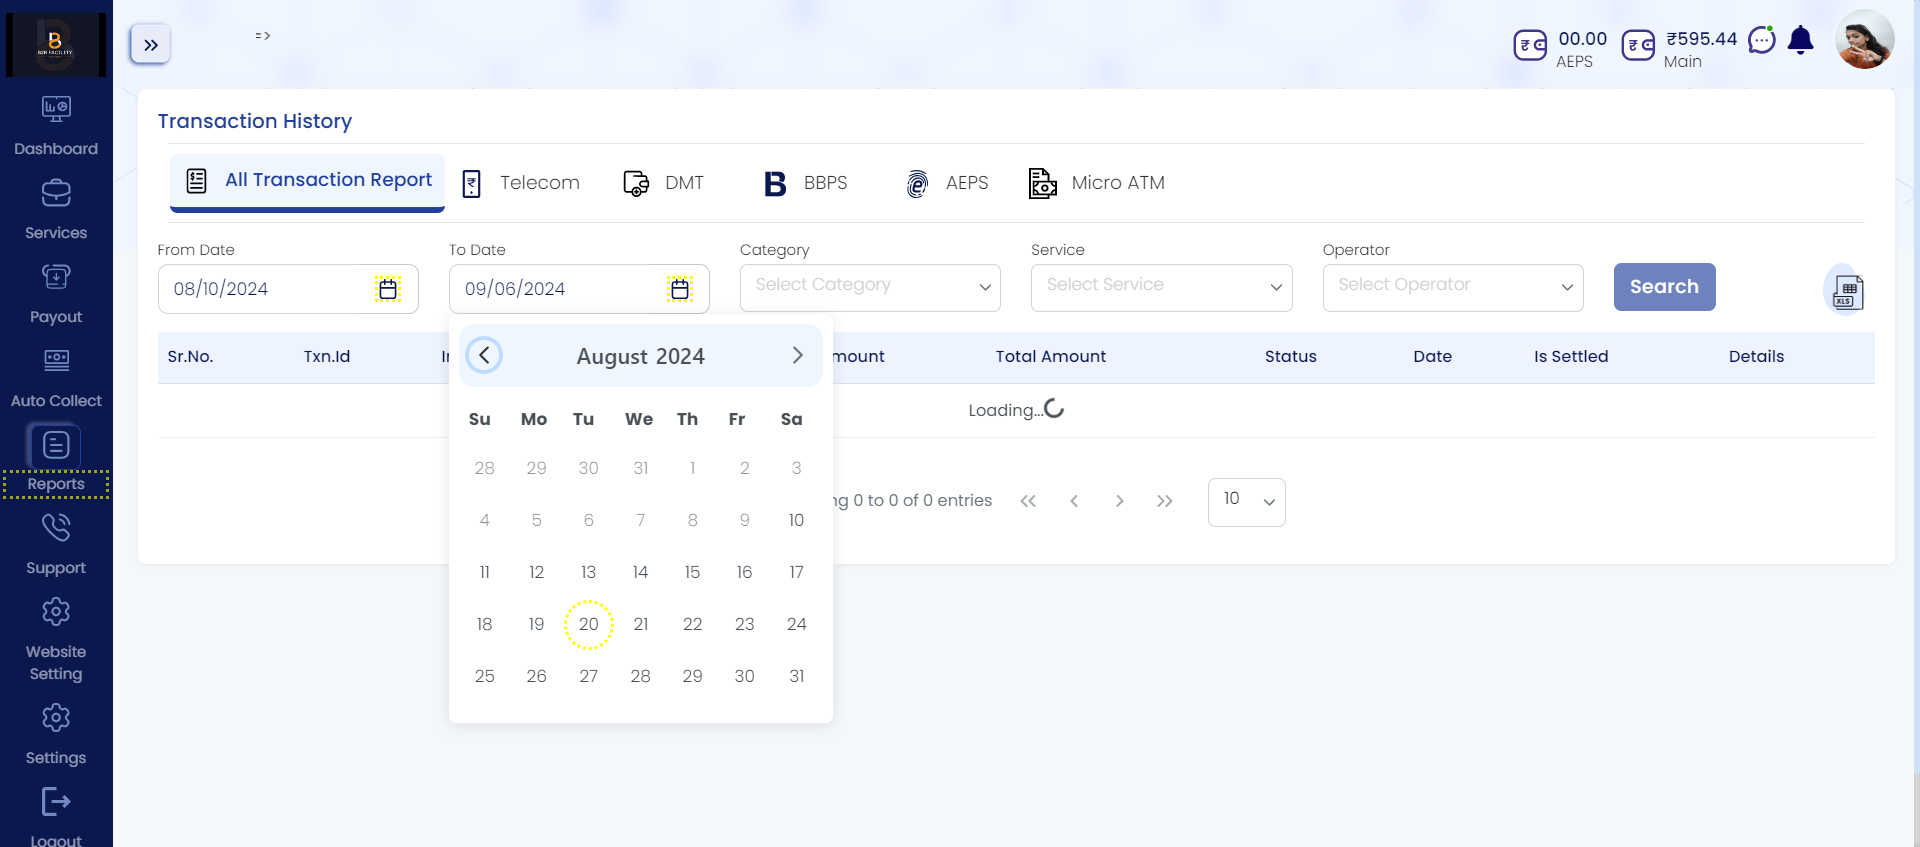 B2B FACILITY
=>
00.00
AEPS
₹595.44
Main
Dashboard
Services
Payout
Auto Collect
Reports
Support
Website
Setting
Settings
Logout
Transaction History
All Transaction Report
Telecom
DMT
BBPS
AEPS
Micro ATM
From Date
To Date
Category
Service
Operator
08/10/2024
09/06/2024
Select Category
Select Service
Select Operator
Search
XLS
Sr.No.
Txn.Id
mount
Total Amount
Status
Date
Is Settled
Details
Loading...
August 2024
Su Mo Tu We Th Fr Sa
28 29 30 31 1 2 3
4 5 6 7 8 9 10
11 12 13 14 15 16 17
18 19 20 21 22 23 24
25 26 27 28 29 30 31
ng 0 to 0 of 0 entries
10